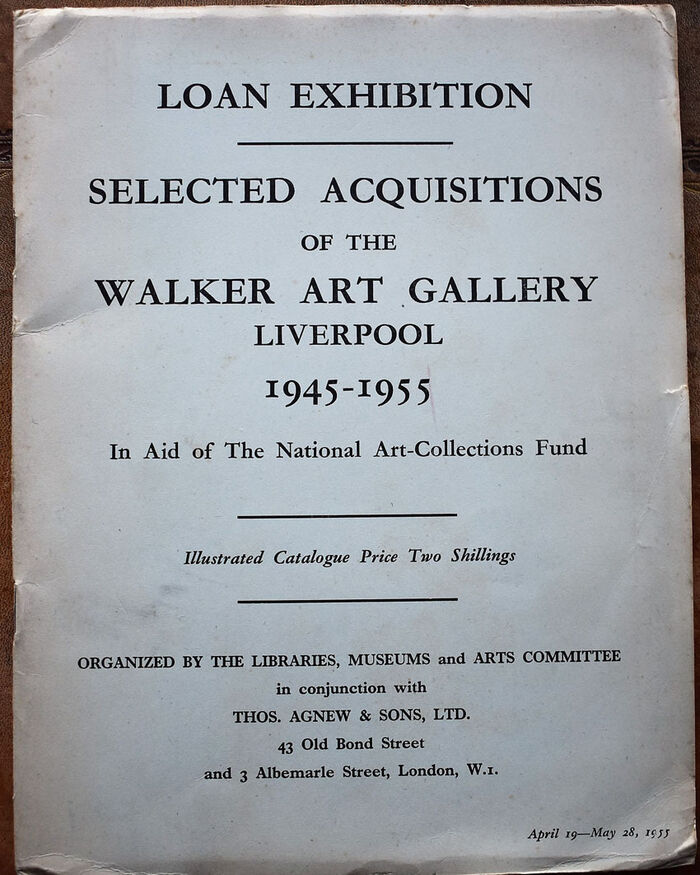 LOAN EXHIBITION
SELECTED ACQUISITIONS
OF THE
WALKER ART GALLERY
LIVERPOOL
1945-1955
In Aid of The National Art-Collections Fund
Illustrated Catalogue Price Two Shillings
ORGANIZED BY THE LIBRARIES, MUSEUMS and ARTS COMMITTEE
in conjunction with
THOS. AGNEW & SONS, LTD.
43 Old Bond Street
and 3 Albemarle Street, London, W.1.
April 19—May 28, 1955